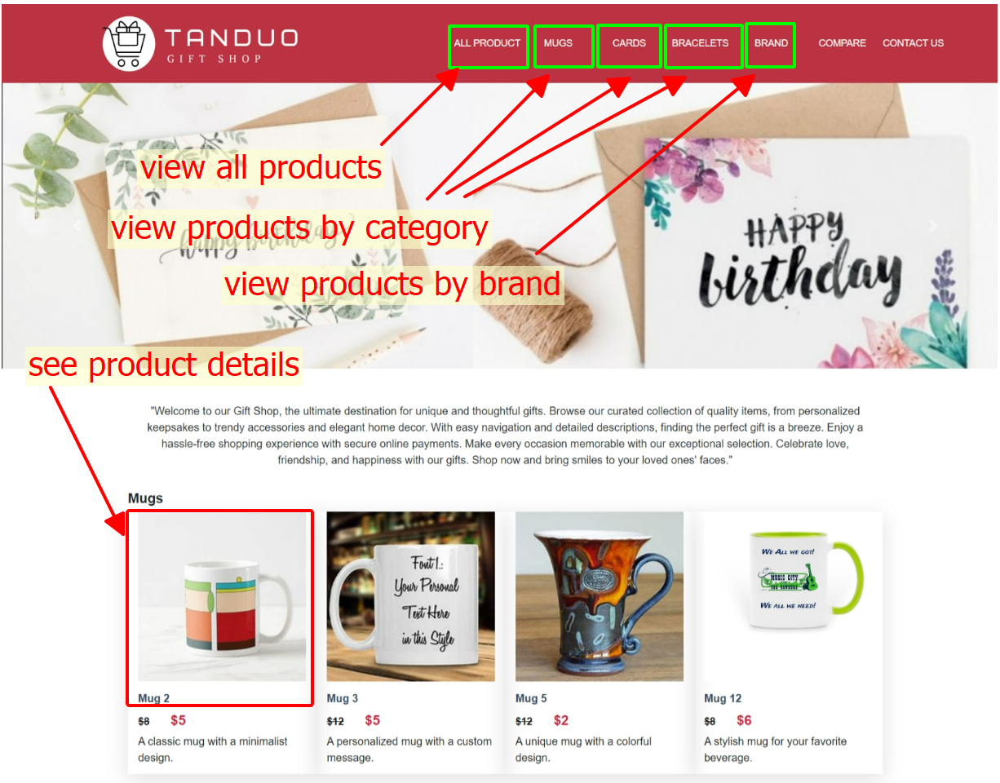 TANDUO
GIFT SHOP
ALL PRODUCT MUGS CARDS BRACELETS BRAND COMPARE CONTACT US
view all products
view products by category
happy birthday
view products by brand
HAPPY
birthday
see product details
"Welcome to our Gift Shop, the ultimate destination for unique and thoughtful gifts. Browse our curated collection of quality items, from personalized
keepsakes to trendy accessories and elegant home decor. With easy navigation and detailed descriptions, finding the perfect gift is a breeze. Enjoy a
hassle-free shopping experience with secure online payments. Make every occasion memorable with our exceptional selection. Celebrate love,
friendship, and happiness with our gifts. Shop now and bring smiles to your loved ones' faces."
Mugs
Font 1.:
Your Personal
Text Here
in this Style
WE ALL WE GOT!
MUSIC CITY
WE ALL WE NEED!
Mug 2 Mug 3 Mug 5 Mug 12
$8 $5 $12 $5 $12 $2 $8 $6
A classic mug with a minimalist
design.
A personalized mug with a custom
message.
A unique mug with a colorful
design.
A stylish mug for your favorite
beverage.